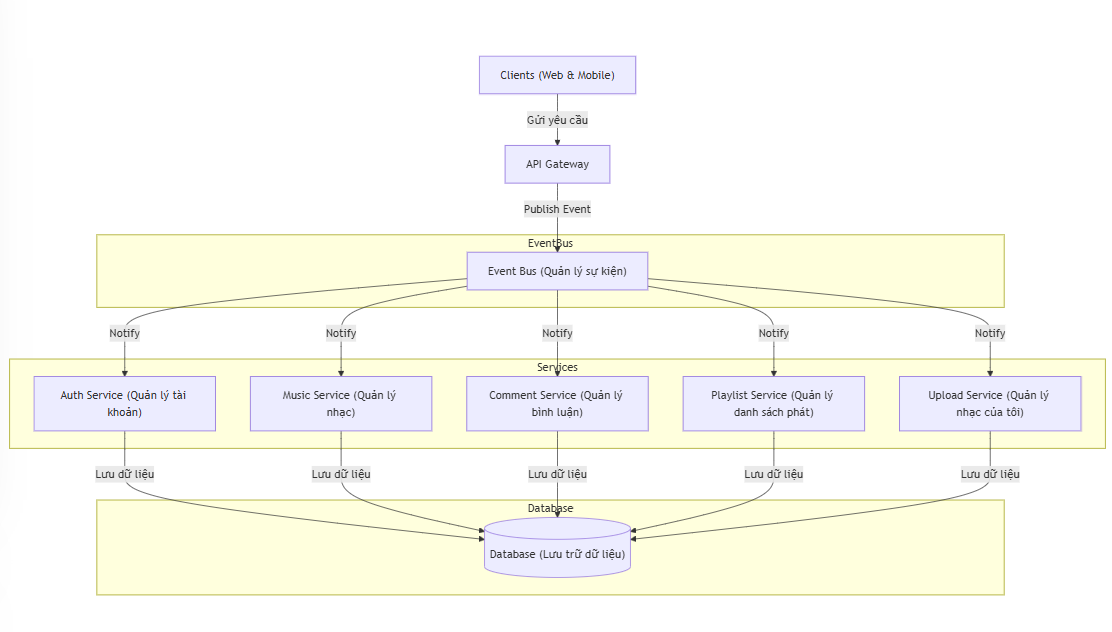 Clients (Web & Mobile)
Gửi yêu cầu
API Gateway
Publish Event
EventBus
Event Bus (Quản lý sự kiện)
Notify
Notify
Notify
Notify
Notify
Services
Auth Service (Quản lý tài
khoản)
Music Service (Quản lý
nhạc)
Comment Service (Quản lý
bình luận)
Playlist Service (Quản lý
danh sách phát)
Upload Service (Quản lý
nhạc của tôi)
Lưu dữ liệu
Lưu dữ liệu
Lưu dữ liệu
Lưu dữ liệu
Lưu dữ liệu
Database
Database (Lưu trữ dữ liệu)